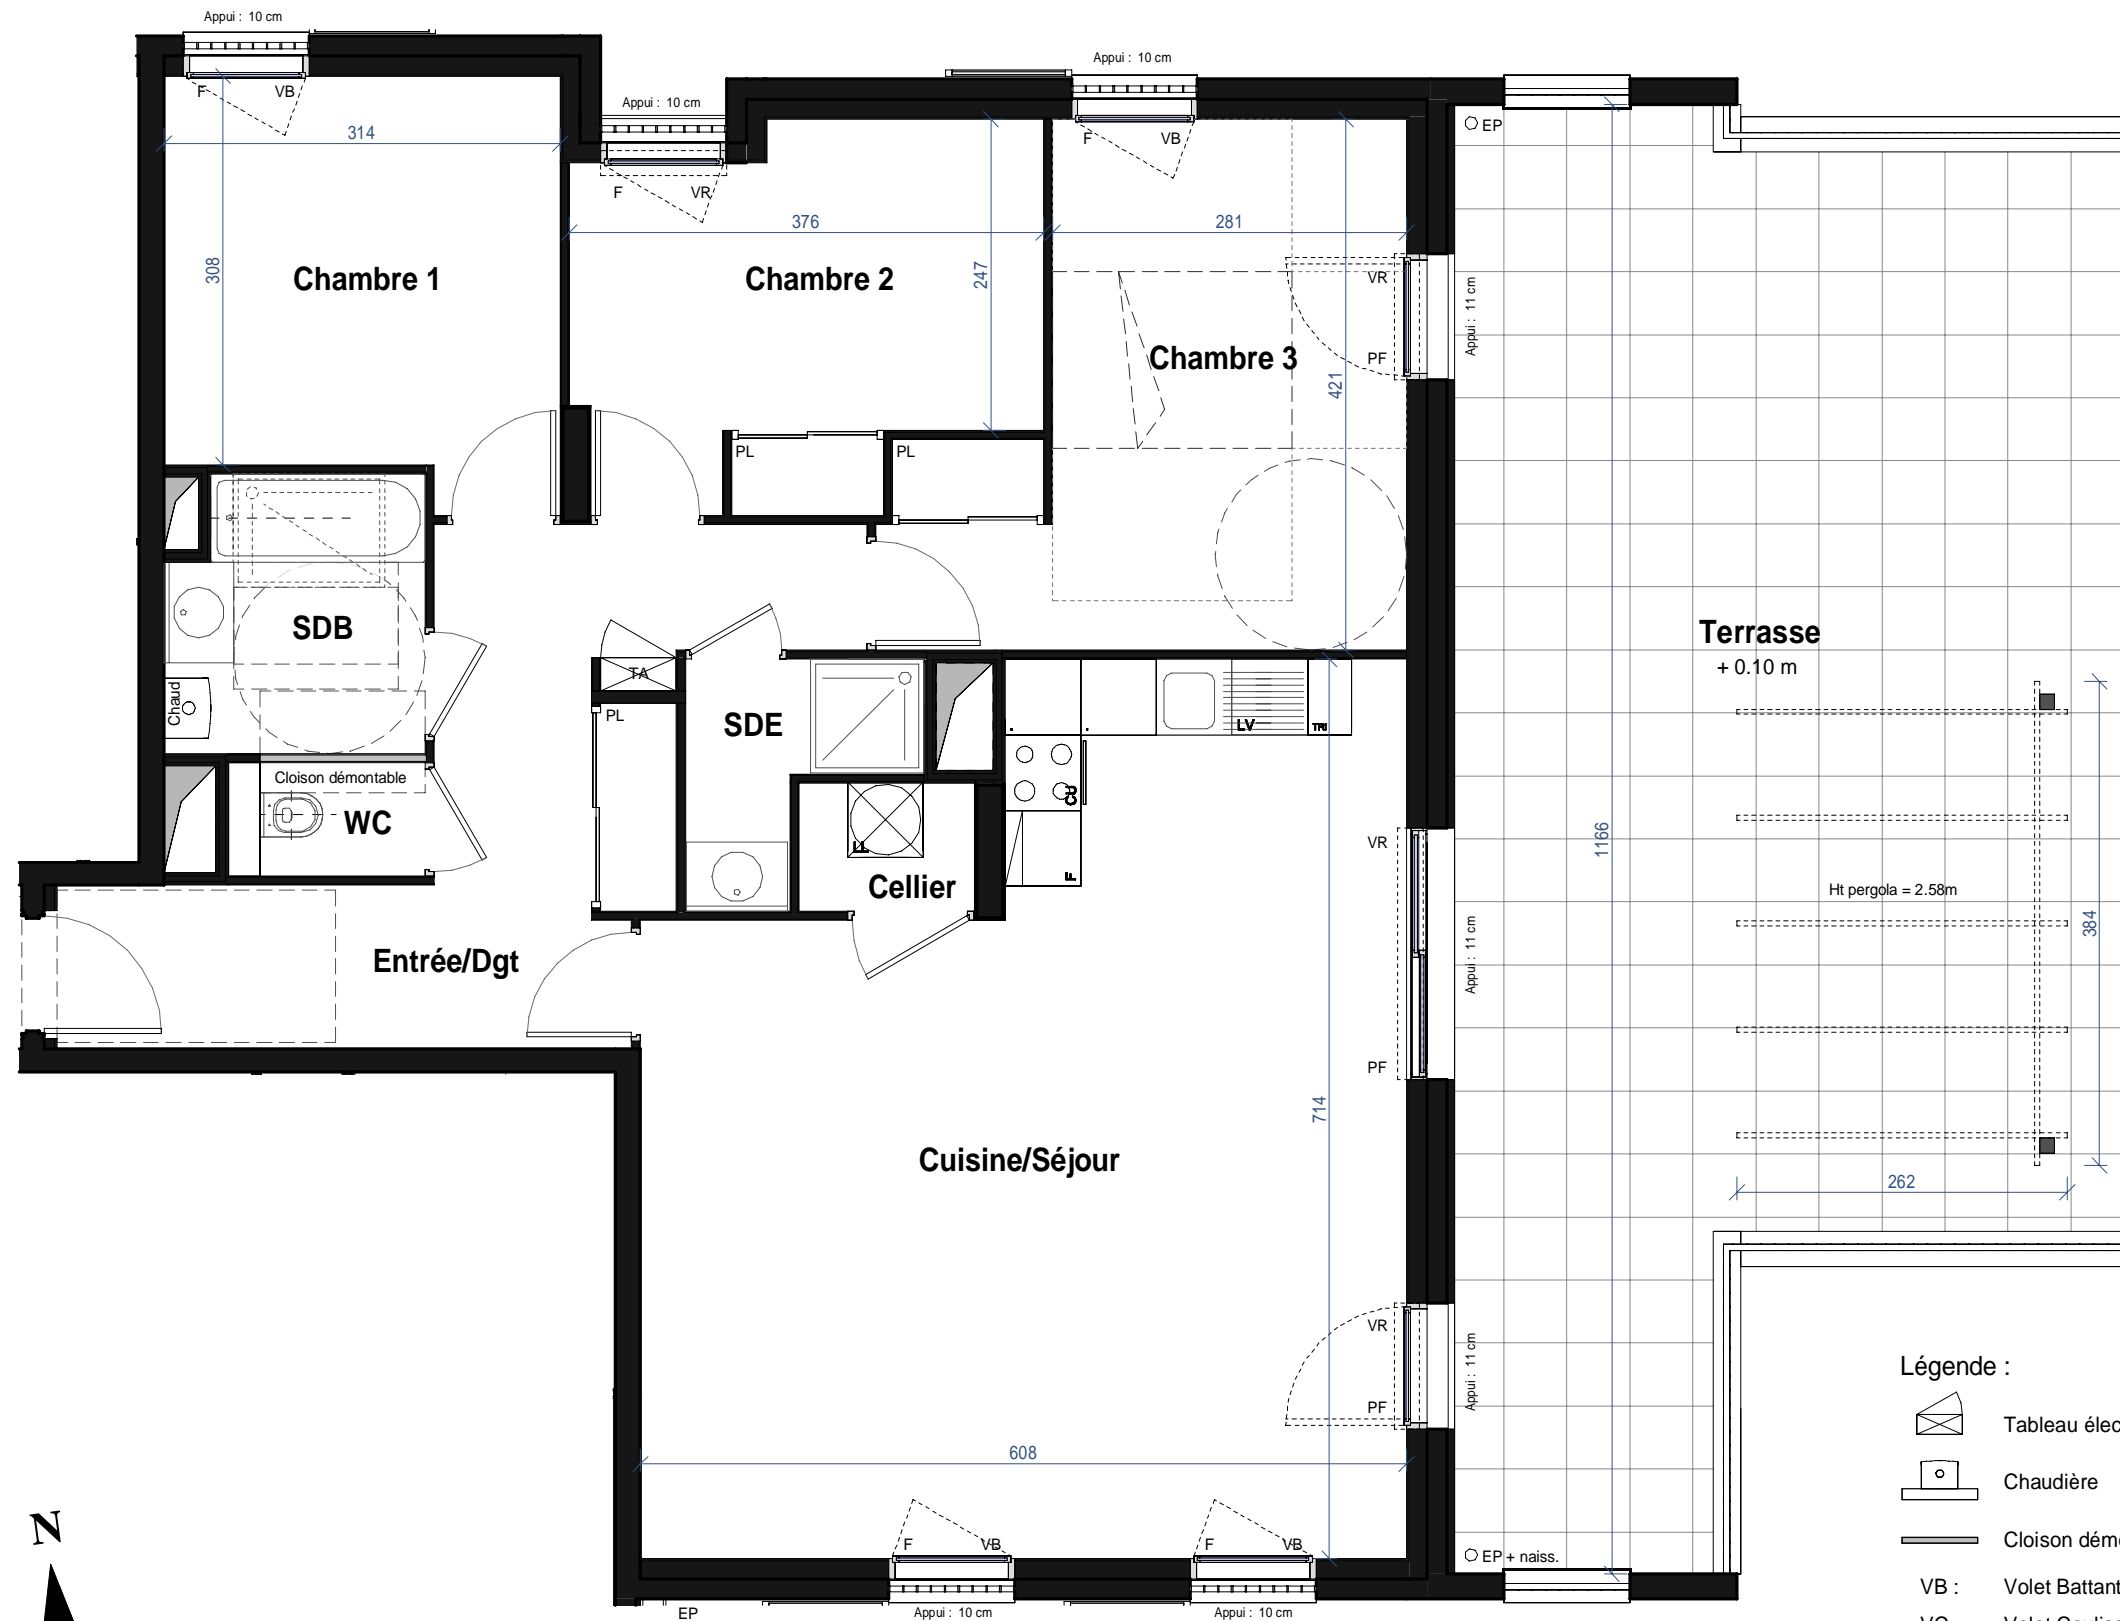 Appui : 10 cm
Appui : 10 cm
Appui : 10 cm
F VB
F VR
F VB
EP
314
376
281
308
247
421
Chambre 1
Chambre 2
Chambre 3
VR
PF
Appui : 11 cm
PL
PL
SDB
Chaud
TA
PL
SDE
LV
TRI
CU
F
LL
Cloison démontable
WC
Cellier
Entrée/Dgt
Terrasse
+ 0.10 m
VR
PF
Appui : 11 cm
1166
Ht pergola = 2.58m
384
262
714
Cuisine/Séjour
608
VR
PF
Appui : 11 cm
F VB
F VB
EP
Appui : 10 cm
Appui : 10 cm
EP + naiss.
N
Légende :
Tableau élec
Chaudière
Cloison dém
VB : Volet Battant